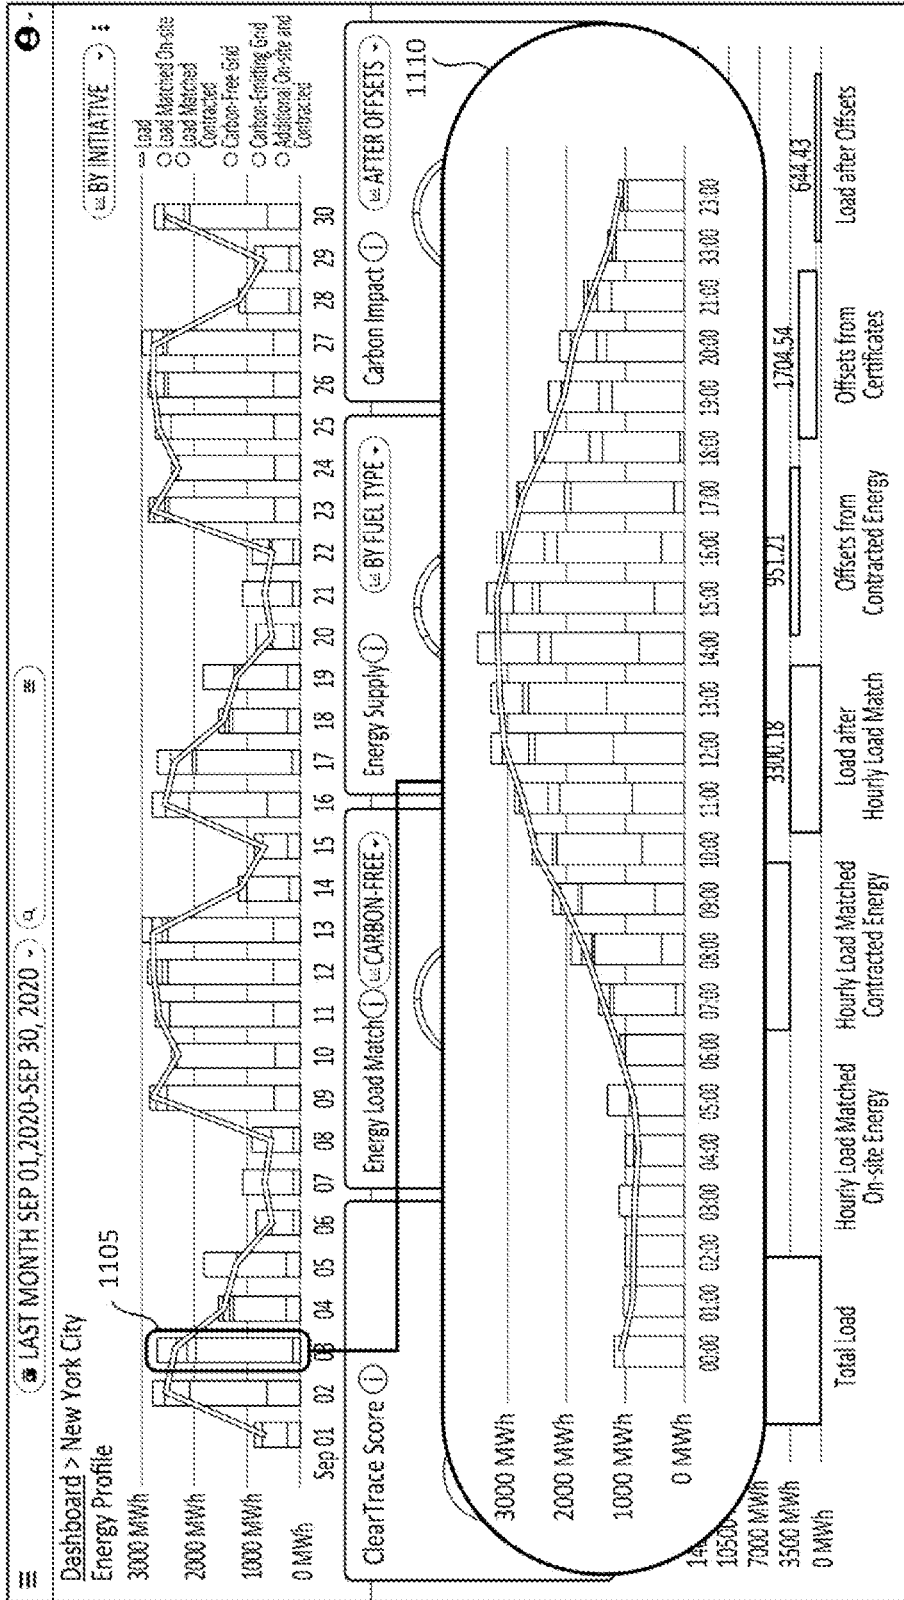 LAST MONTH SEP 01,2020-SEP 30, 2020
Dashboard > New York City
Energy Profile
BY INITIATIVE
1105
3000 MWh
2000 MWh
1000 MWh
0 MWh
Load
Load Matched On-site
Load Matched
Contracted
Carbon-Free Grid
Carbon-Emitting Grid
Additional On-site and
Contracted
Sep 01 02 03 04 05 06 07 08 09 10 11 12 13 14 15 16 17 18 19 20 21 22 23 24 25 26 27 28 29 30
ClearTrace Score i
Energy Load Match i CARBON-FREE
Energy Supply i BY FUEL TYPE
Carbon Impact i AFTER OFFSETS
1110
3000 MWh
2000 MWh
1000 MWh
0 MWh
00:00 01:00 02:00 03:00 04:00 05:00 06:00 07:00 08:00 09:00 10:00 11:00 12:00 13:00 14:00 15:00 16:00 17:00 18:00 19:00 20:00 21:00 33:00 23:00
10500
7000 MWh
3500 MWh
0 MWh
3300.18
951.21
1704.54
644.43
Total Load
Hourly Load Matched
On-site Energy
Hourly Load Matched
Contracted Energy
Load after
Hourly Load Match
Offsets from
Contracted Energy
Offsets from
Certificates
Load after Offsets